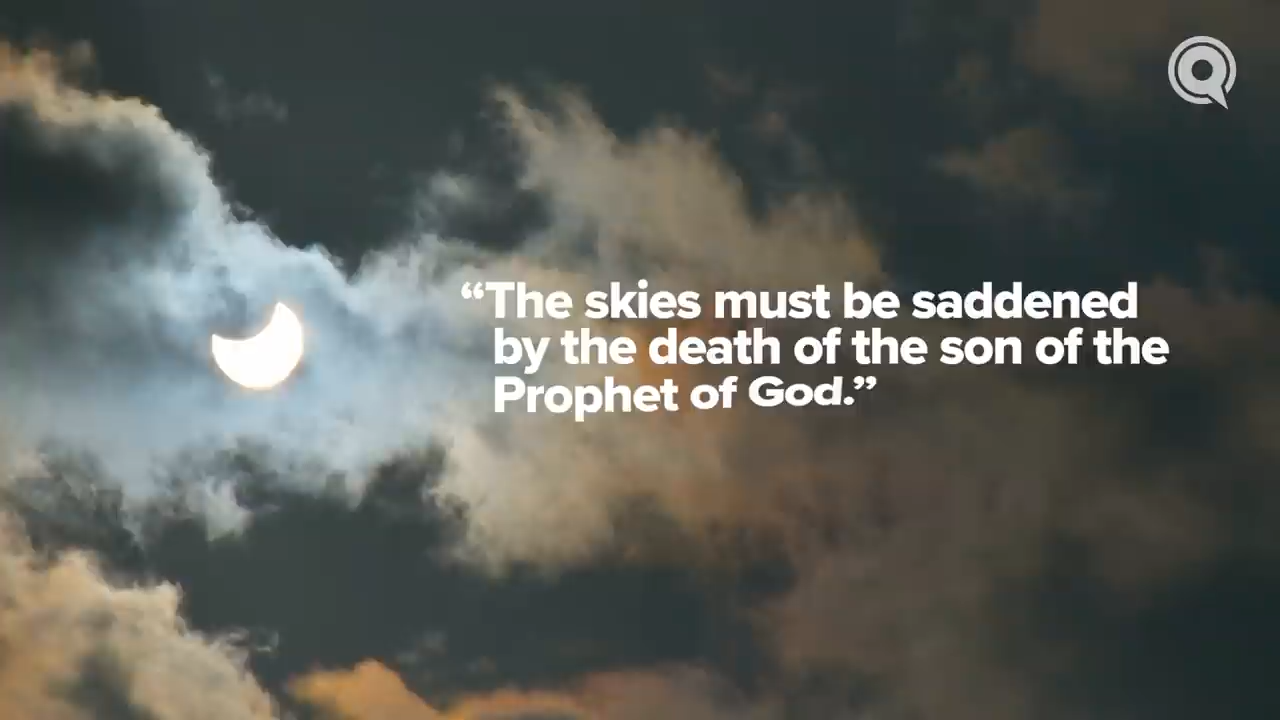 “The skies must be saddened
by the death of the son of the
Prophet of God.”